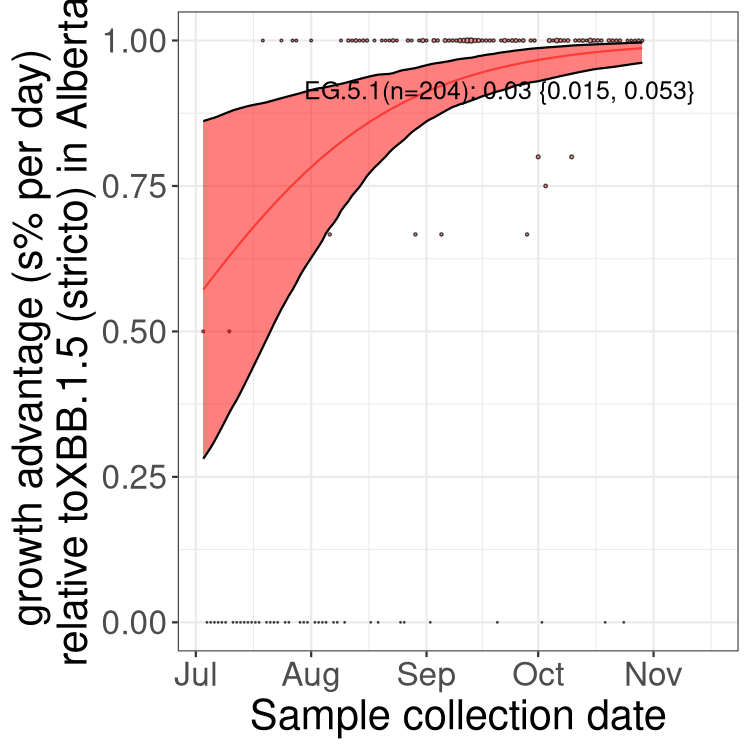 growth advantage (s% per day)
relative toXBB.1.5 (stricto) in Alberta
1.00
0.75
0.50
0.25
0.00
EG.5.1(n=204): 0.03 {0.015, 0.053}
Jul Aug Sep Oct Nov
Sample collection date